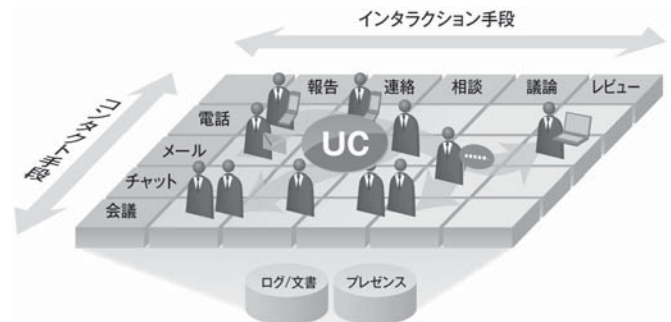 インタラクション手段
コンタクト手段
報告
連絡
相談
議論
レビュー
電話
メール
チャット
会議
UC
ログ/文書
プレゼンス